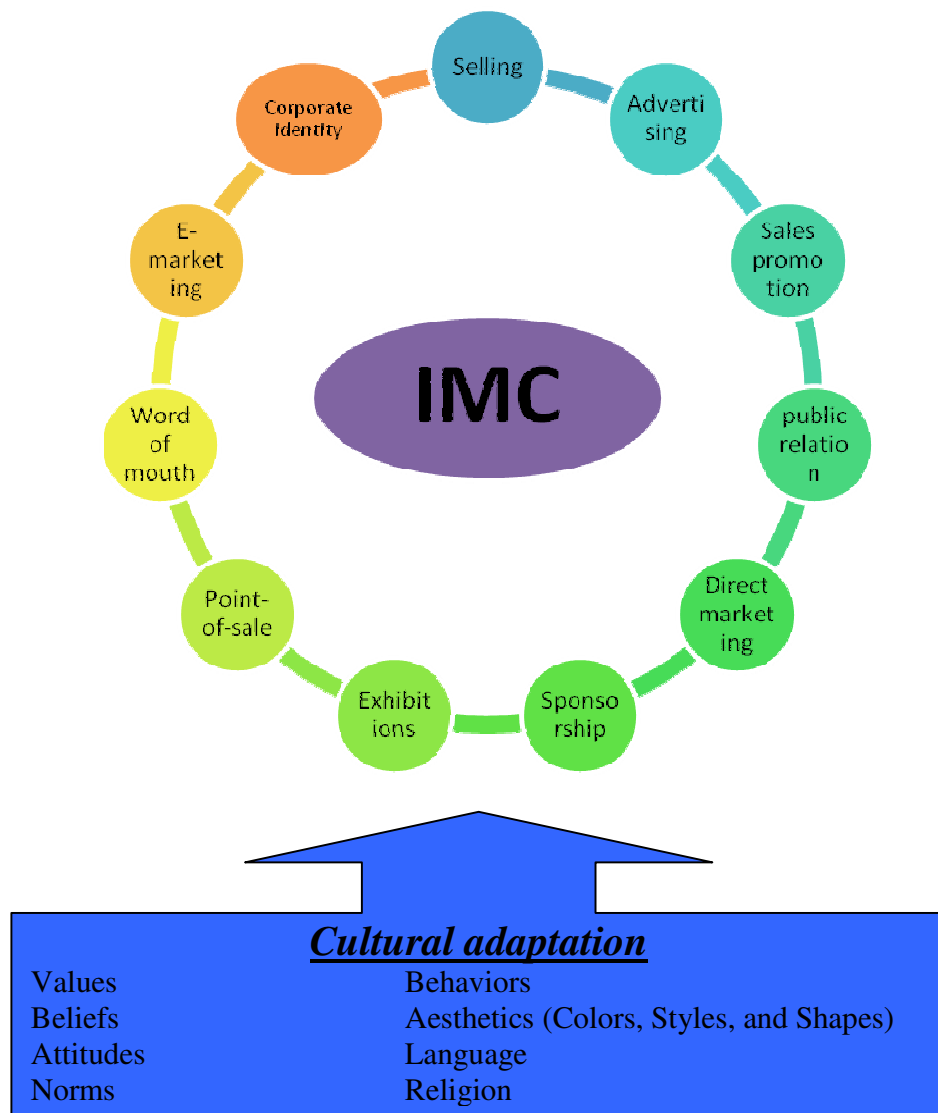 Selling
Adverti
sing
Sales
promo
tion
public
relatio
n
Direct
market
ing
Sponso
rship
Exhibit
ions
Point-
of-sale
Word
of
mouth
E-
market
ing
Corporate
identity
IMC
Cultural adaptation
Values Behaviors
Beliefs Aesthetics (Colors, Styles, and Shapes)
Attitudes Language
Norms Religion